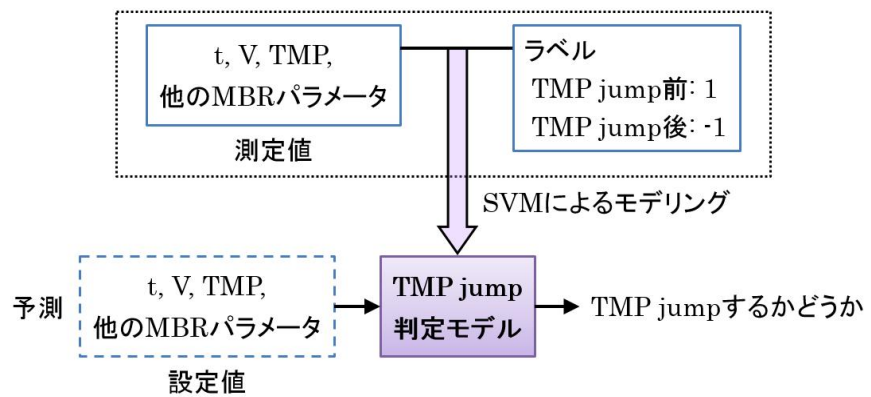 t, V, TMP,
他のMBRパラメータ
測定値
ラベル
TMP jump前: 1
TMP jump後: -1
SVMによるモデリング
予測
t, V, TMP,
他のMBRパラメータ
設定値
TMP jump
判定モデル
TMP jumpするかどうか